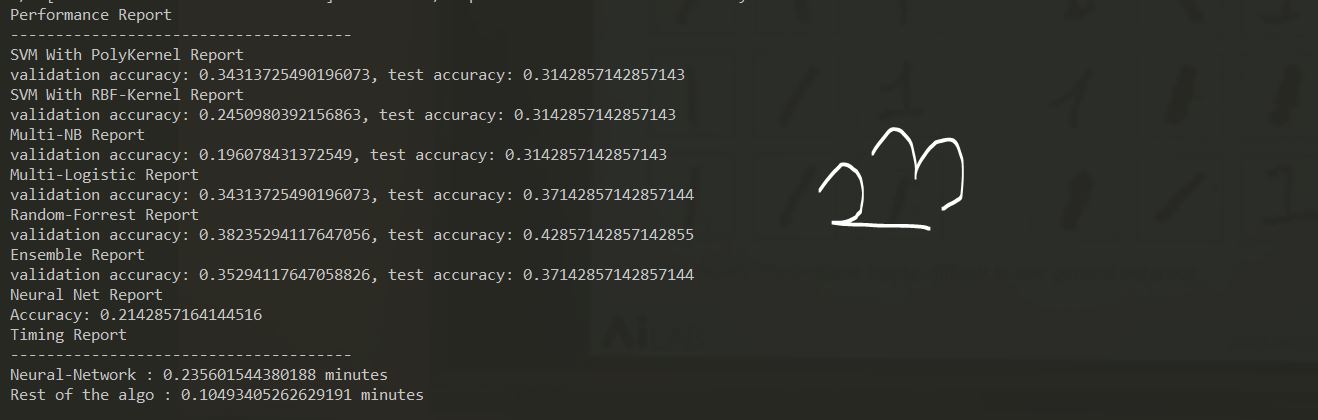 Performance Report
--------------------------------------
SVM With PolyKernel Report
validation accuracy: 0.34313725490196073, test accuracy: 0.3142857142857143
SVM With RBF-Kernel Report
validation accuracy: 0.2450980392156863, test accuracy: 0.3142857142857143
Multi-NB Report
validation accuracy: 0.196078431372549, test accuracy: 0.3142857142857143
Multi-Logistic Report
validation accuracy: 0.34313725490196073, test accuracy: 0.37142857142857144
Random-Forrest Report
validation accuracy: 0.38235294117647056, test accuracy: 0.42857142857142855
Ensemble Report
validation accuracy: 0.35294117647058826, test accuracy: 0.37142857142857144
Neural Net Report
Accuracy: 0.2142857164144516
Timing Report
--------------------------------------
Neural-Network : 0.235601544380188 minutes
Rest of the algo : 0.10493405262629191 minutes
23
AiLAB